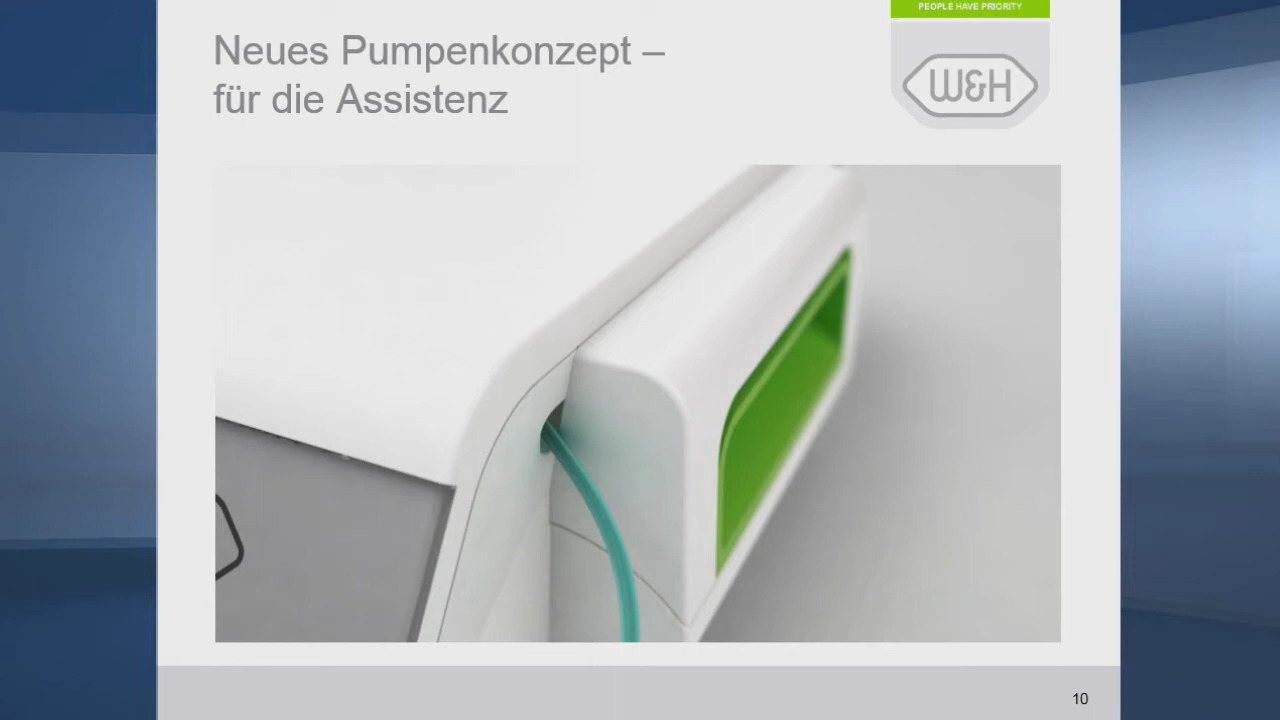 PEOPLE HAVE PRIORITY
Neues Pumpenkonzept –
für die Assistenz
W&H
10